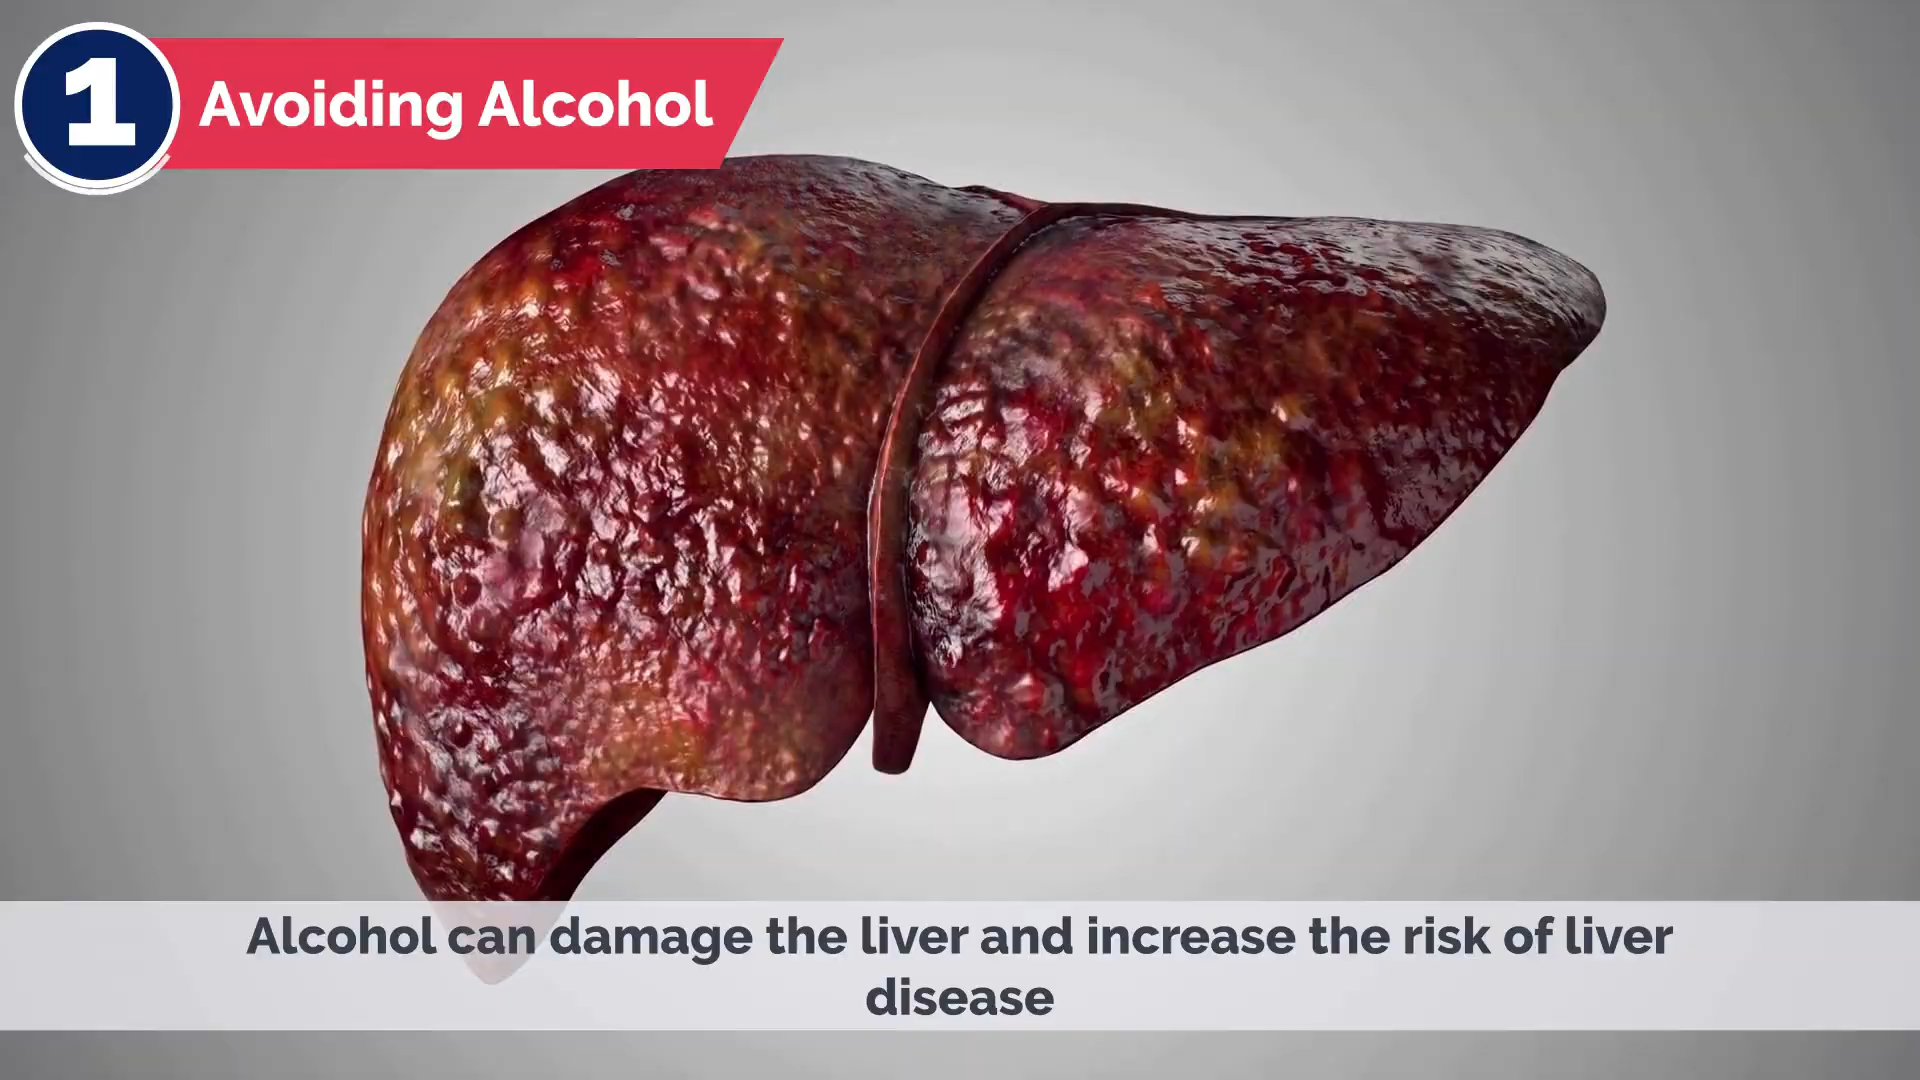 1
Avoiding Alcohol
Alcohol can damage the liver and increase the risk of liver
disease